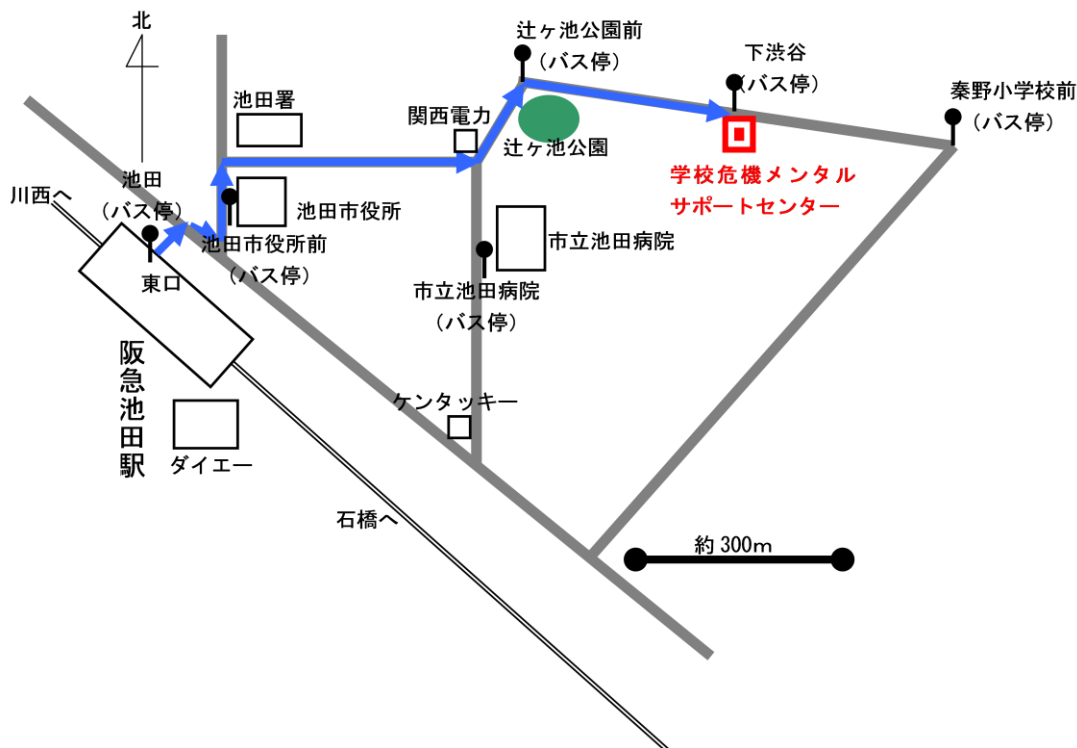 北
辻ヶ池公園前
（バス停）
下渋谷
（バス停）
秦野小学校前
（バス停）
池田署
関西電力
辻ヶ池公園
学校危機メンタル
サポートセンター
川西へ
池田
（バス停）
池田市役所
池田市役所前
（バス停）
東口
市立池田病院
市立池田病院
（バス停）
阪急池田駅
ケンタッキー
ダイエー
石橋へ
約300m